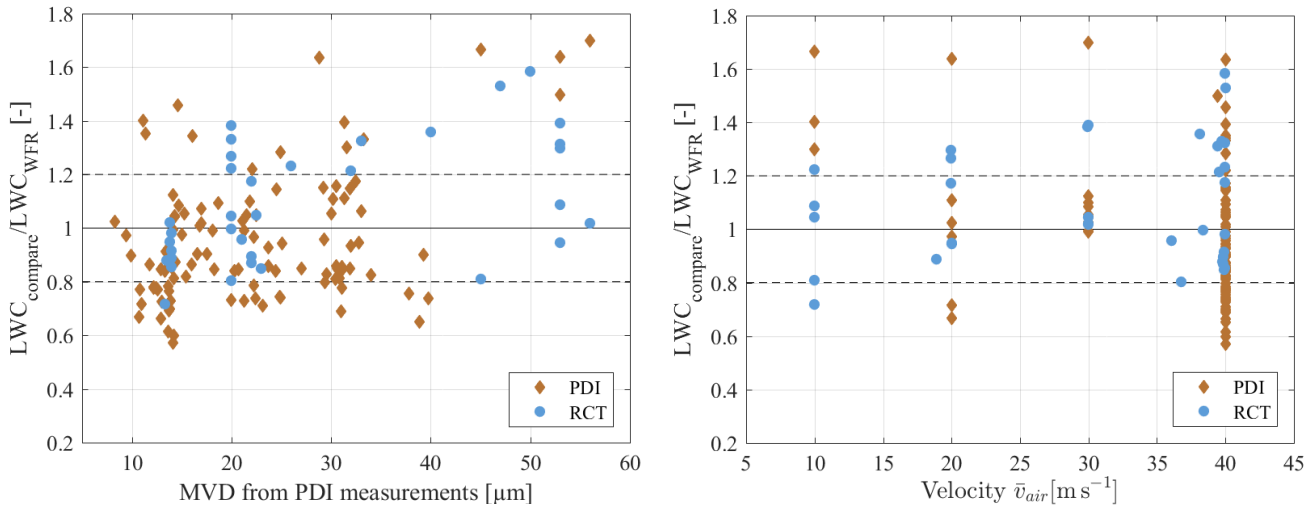 1.8
1.6
1.4
1.2
1
0.8
0.6
0.4
0.2
LWC_compare/LWC_WFR [-]
10 20 30 40 50 60
MVD from PDI measurements [µm]
PDI
RCT
1.8
1.6
1.4
1.2
1
0.8
0.6
0.4
0.2
LWC_compare/LWC_WFR [-]
5 10 15 20 25 30 35 40 45
Velocity v̄_air [m s⁻¹]
PDI
RCT